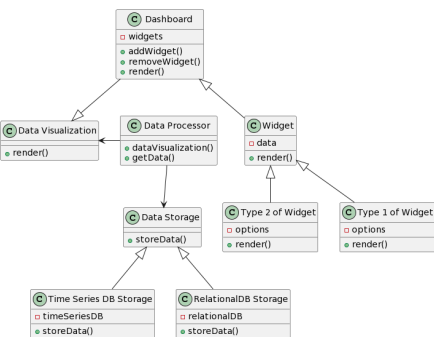 C Dashboard
widgets
addWidget()
removeWidget()
render()
C Data Visualization
render()
C Data Processor
dataVisualization()
getData()
C Widget
data
render()
C Data Storage
storeData()
C Type 2 of Widget
options
render()
C Type 1 of Widget
options
render()
C Time Series DB Storage
timeSeriesDB
storeData()
C RelationalDB Storage
relationalDB
storeData()